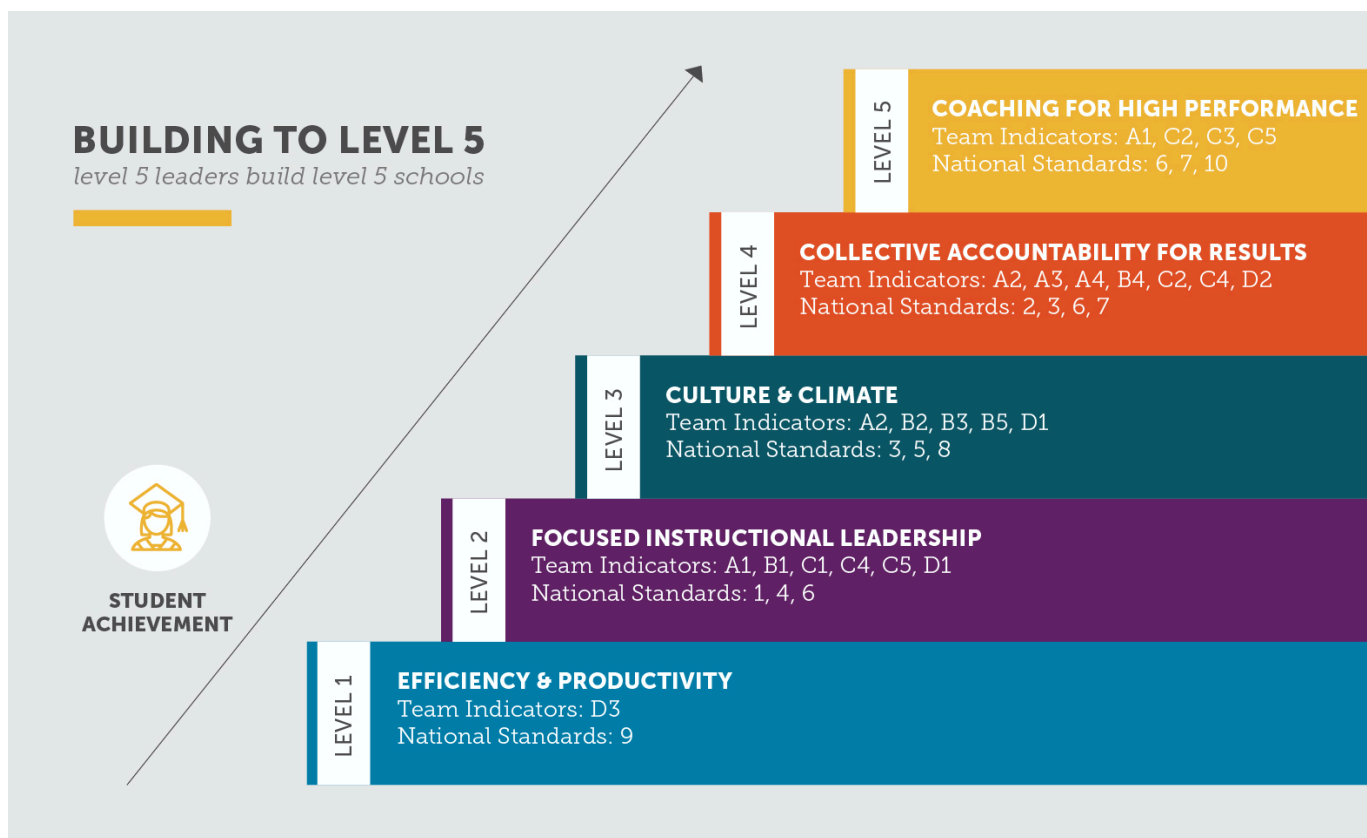 BUILDING TO LEVEL 5
level 5 leaders build level 5 schools
LEVEL 5
COACHING FOR HIGH PERFORMANCE
Team Indicators: A1, C2, C3, C5
National Standards: 6, 7, 10
LEVEL 4
COLLECTIVE ACCOUNTABILITY FOR RESULTS
Team Indicators: A2, A3, A4, B4, C2, C4, D2
National Standards: 2, 3, 6, 7
LEVEL 3
CULTURE & CLIMATE
Team Indicators: A2, B2, B3, B5, D1
National Standards: 3, 5, 8
LEVEL 2
FOCUSED INSTRUCTIONAL LEADERSHIP
Team Indicators: A1, B1, C1, C4, C5, D1
National Standards: 1, 4, 6
STUDENT
ACHIEVEMENT
LEVEL 1
EFFICIENCY & PRODUCTIVITY
Team Indicators: D3
National Standards: 9